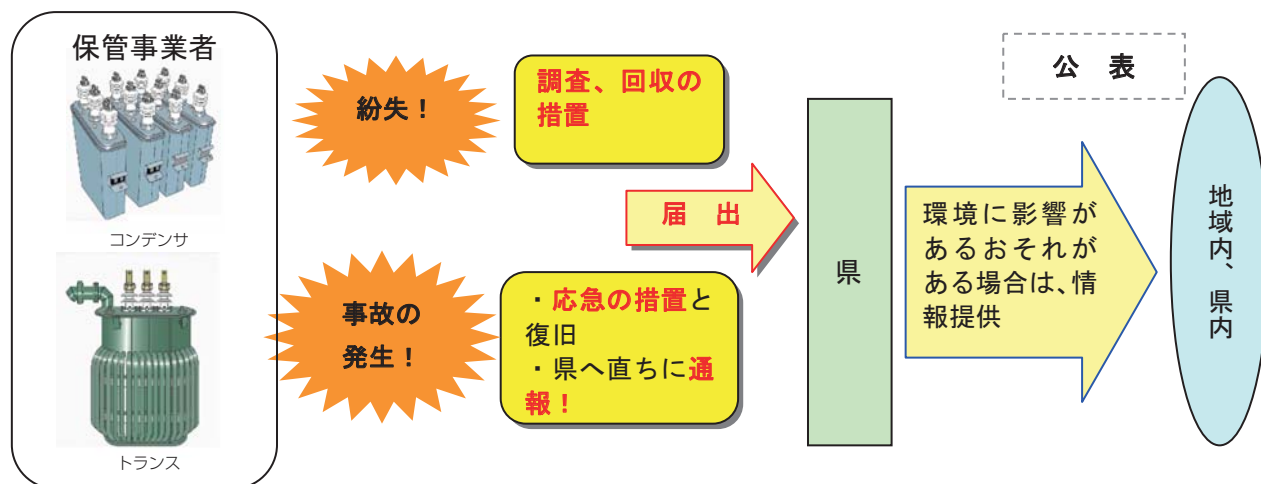 保管事業者
コンデンサ
トランス
紛失！
調査、回収の
措置
事故の
発生！
・応急の措置と
復旧
・県へ直ちに通
報！
届 出
県
公 表
環境に影響が
あるおそれが
ある場合は、情
報提供
地域内、県内